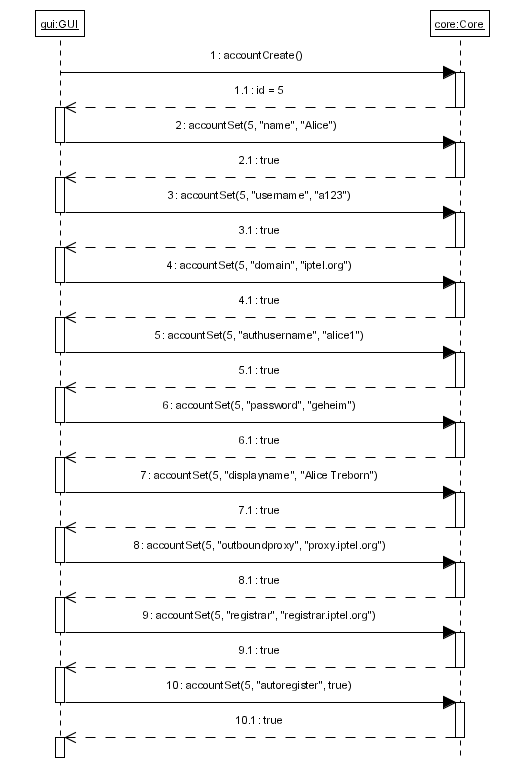 gui:GUI
core:Core
1 : accountCreate()
1.1 : id = 5
2 : accountSet(5, "name", "Alice")
2.1 : true
3 : accountSet(5, "username", "a123")
3.1 : true
4 : accountSet(5, "domain", "iptel.org)
4.1 : true
5 : accountSet(5, "authusername", "alice1")
5.1 : true
6 : accountSet(5, "password", "geheim")
6.1 : true
7 : accountSet(5, "displayname", "Alice Treborn")
7.1 : true
8 : accountSet(5, "outboundproxy", "proxy.iptel.org")
8.1 : true
9 : accountSet(5, "registrar", "registrar.iptel.org")
9.1 : true
10 : accountSet(5, "autoregister", true)
10.1 : true